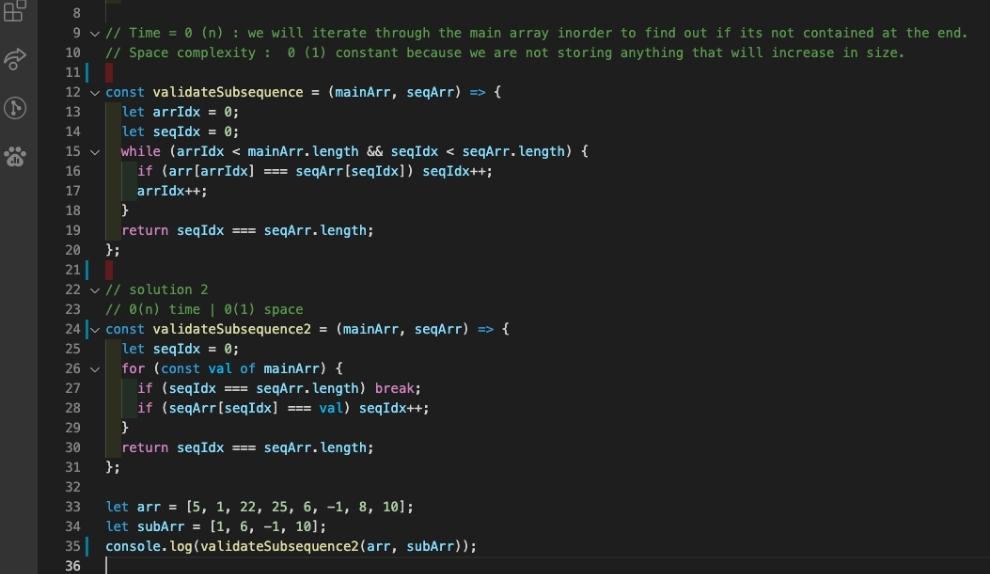 8
9 // Time = 0 (n) : we will iterate through the main array inorder to find out if its not contained at the end.
10 // Space complexity :  0 (1) constant because we are not storing anything that will increase in size.
11
12 const validateSubsequence = (mainArr, seqArr) => {
13   let arrIdx = 0;
14   let seqIdx = 0;
15   while (arrIdx < mainArr.length && seqIdx < seqArr.length) {
16     if (arr[arrIdx] === seqArr[seqIdx]) seqIdx++;
17     arrIdx++;
18   }
19   return seqIdx === seqArr.length;
20 };
21
22 // solution 2
23 // 0(n) time | 0(1) space
24 const validateSubsequence2 = (mainArr, seqArr) => {
25   let seqIdx = 0;
26   for (const val of mainArr) {
27     if (seqIdx === seqArr.length) break;
28     if (seqArr[seqIdx] === val) seqIdx++;
29   }
30   return seqIdx === seqArr.length;
31 };
32
33 let arr = [5, 1, 22, 25, 6, -1, 8, 10];
34 let subArr = [1, 6, -1, 10];
35 console.log(validateSubsequence2(arr, subArr));
36